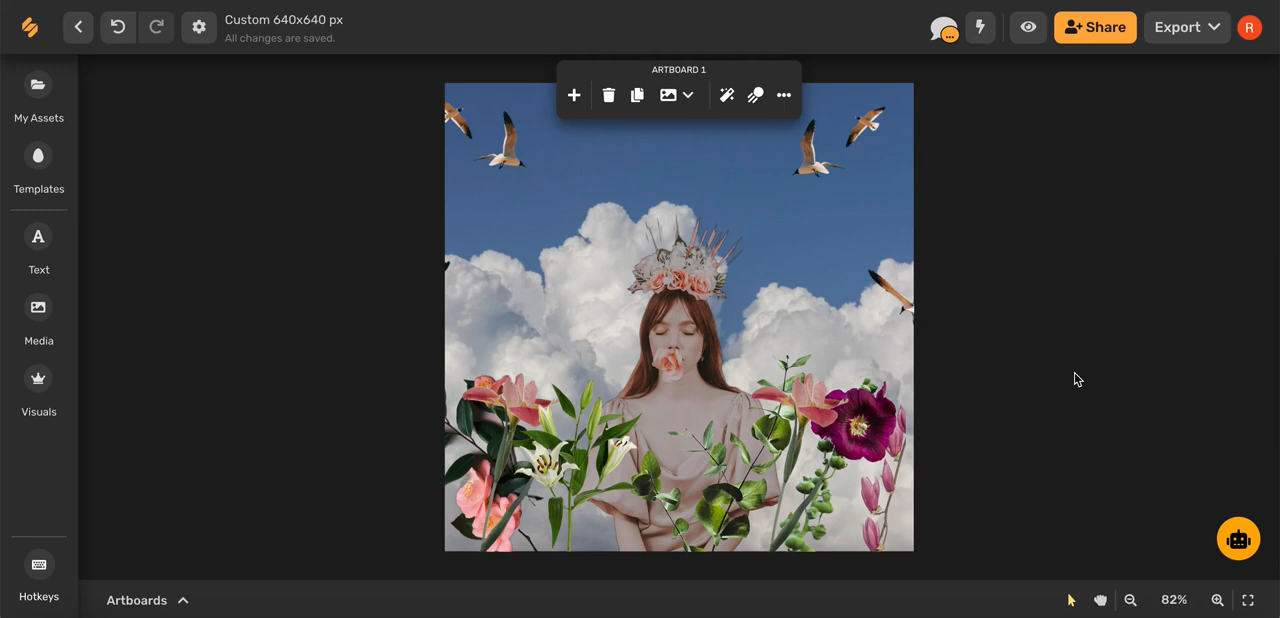 Custom 640x640 px
All changes are saved.
Share
Export
R
ARTBOARD 1
My Assets
Templates
A
Text
Media
Visuals
Hotkeys
Artboards
82%